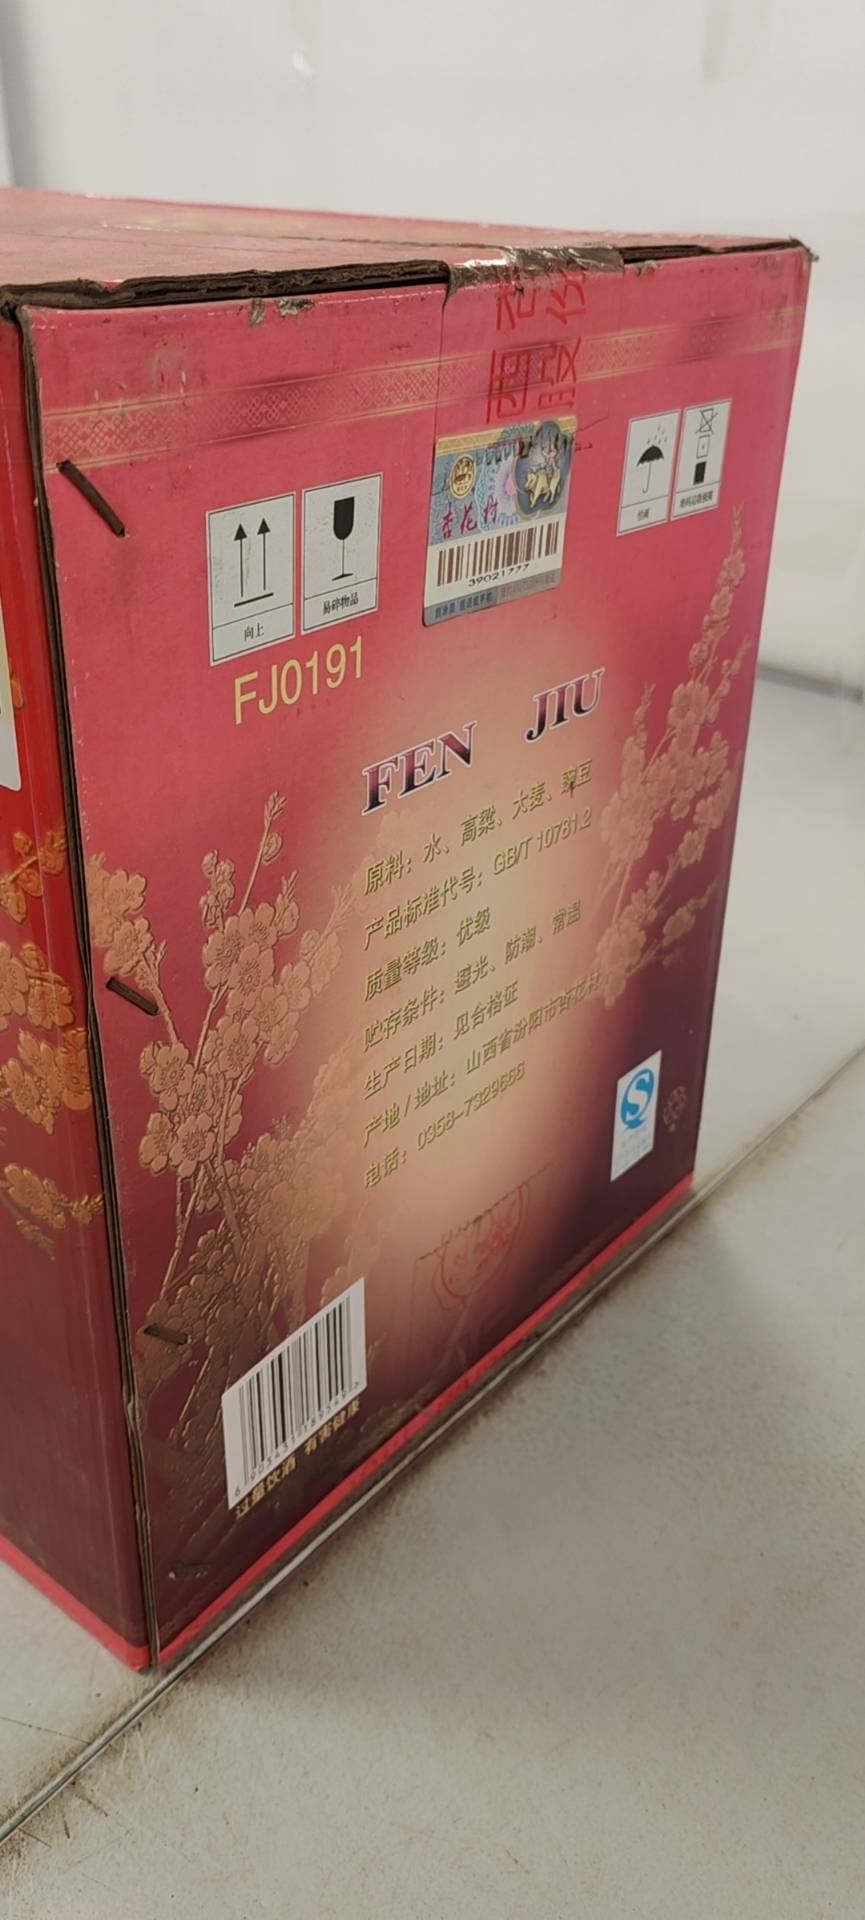 杏花村
39021777
向上
易碎物品
怕雨
FJ0191
FEN JIU
原料：水、高粱、大麦、豌豆
产品标准代号：GB/T 10781.2
质量等级：优级
贮存条件：避光、防潮、常温
生产日期：见合格证
产地/地址：山西省汾阳市杏花村
电话：0358-7329666
过量饮酒 有害健康